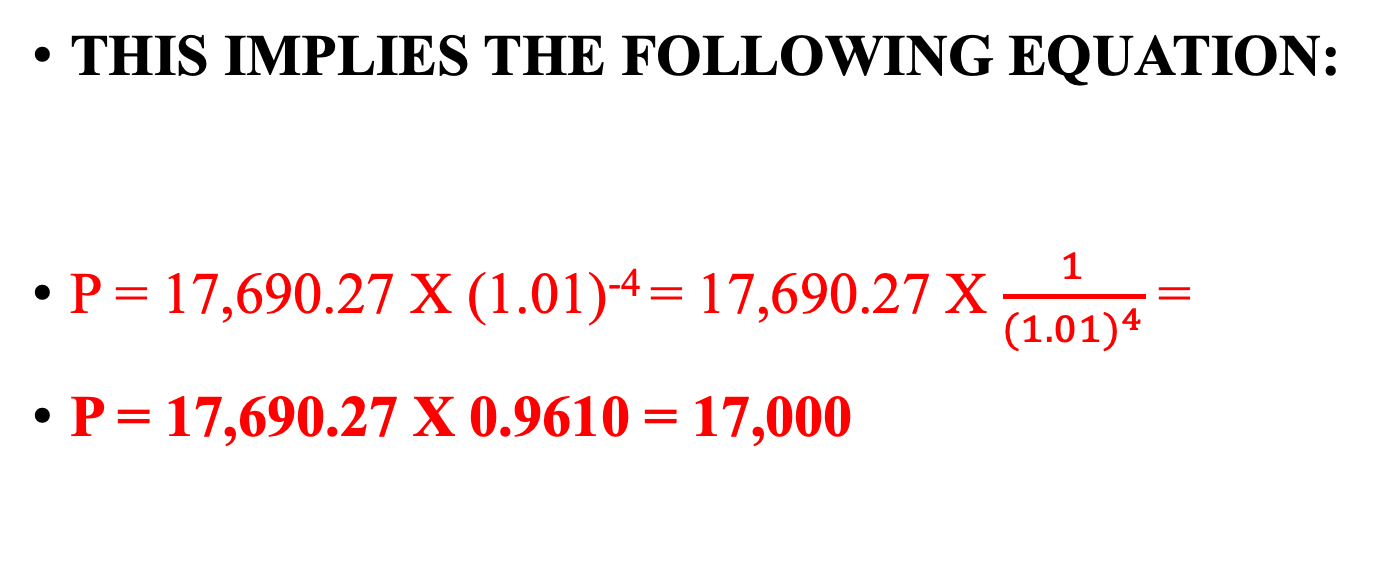 • THIS IMPLIES THE FOLLOWING EQUATION:
• P = 17,690.27 X (1.01)⁻⁴ = 17,690.27 X 1/(1.01)⁴ =
• P = 17,690.27 X 0.9610 = 17,000